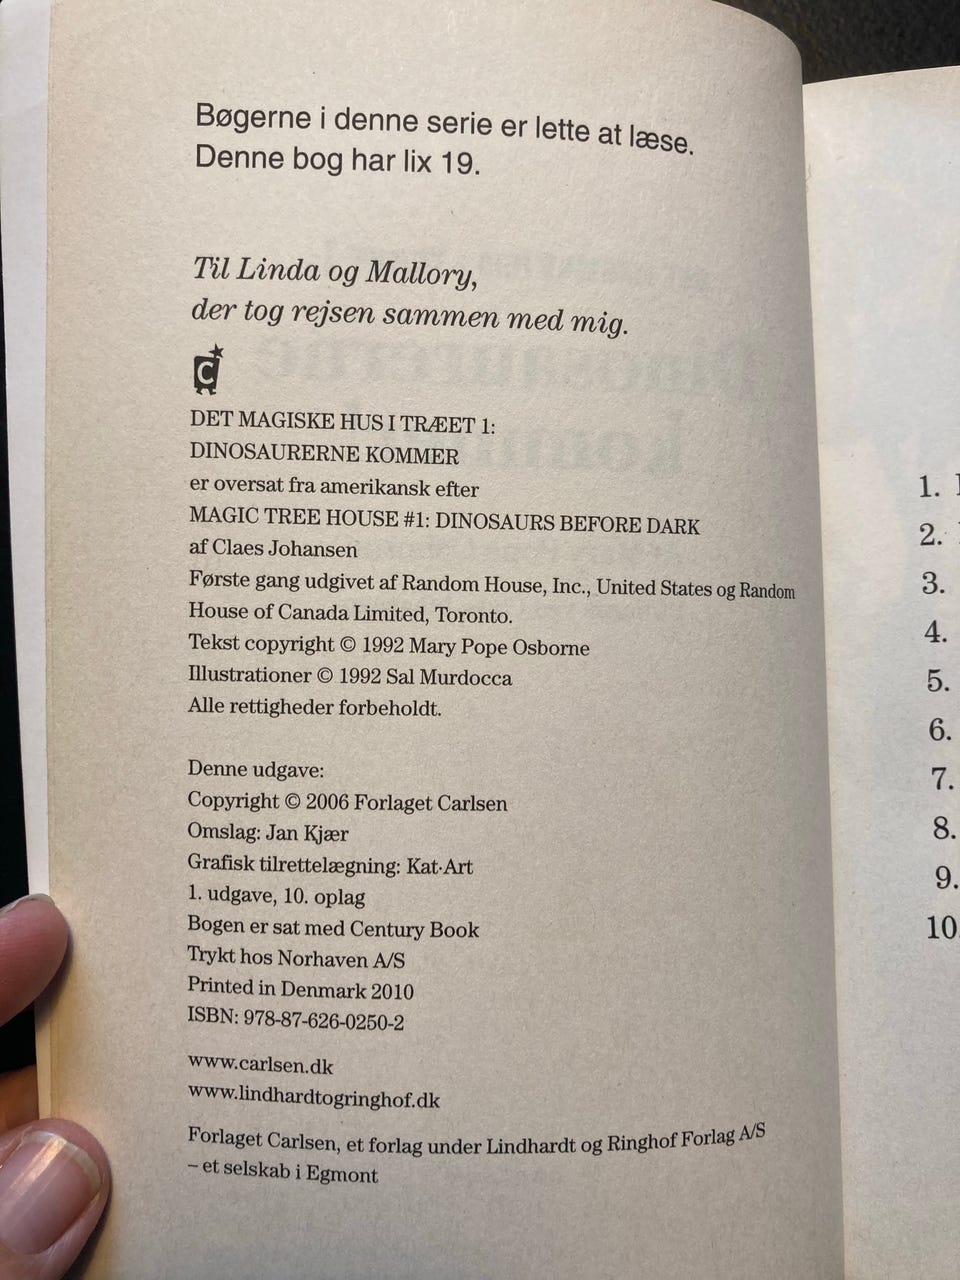 Bøgerne i denne serie er lette at læse.
Denne bog har lix 19.
Til Linda og Mallory,
der tog rejsen sammen med mig.
C
DET MAGISKE HUS I TRÆET 1:
DINOSAURERNE KOMMER
er oversat fra amerikansk efter
MAGIC TREE HOUSE #1: DINOSAURS BEFORE DARK
af Claes Johansen
Første gang udgivet af Random House, Inc., United States og Random
House of Canada Limited, Toronto.
Tekst copyright © 1992 Mary Pope Osborne
Illustrationer © 1992 Sal Murdocca
Alle rettigheder forbeholdt.
Denne udgave:
Copyright © 2006 Forlaget Carlsen
Omslag: Jan Kjær
Grafisk tilrettelægning: Kat·Art
1. udgave, 10. oplag
Bogen er sat med Century Book
Trykt hos Norhaven A/S
Printed in Denmark 2010
ISBN: 978-87-626-0250-2
www.carlsen.dk
www.lindhardtogringhof.dk
Forlaget Carlsen, et forlag under Lindhardt og Ringhof Forlag A/S
– et selskab i Egmont
1.
2.
3.
4.
5.
6.
7.
8.
9.
10.